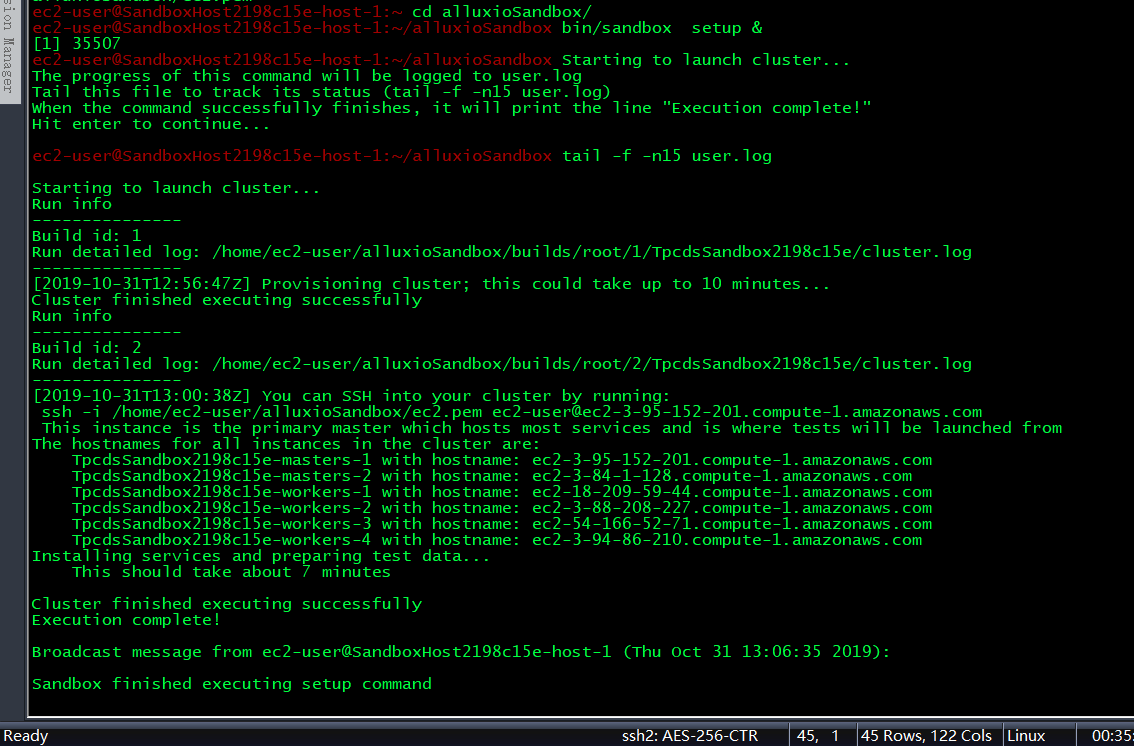 ec2-user@SandboxHost2198c15e-host-1:~ cd alluxioSandbox/
ec2-user@SandboxHost2198c15e-host-1:~/alluxioSandbox bin/sandbox  setup &
[1] 35507
ec2-user@SandboxHost2198c15e-host-1:~/alluxioSandbox Starting to launch cluster...
The progress of this command will be logged to user.log
Tail this file to track its status (tail -f -n15 user.log)
When the command successfully finishes, it will print the line "Execution complete!"
Hit enter to continue...
ec2-user@SandboxHost2198c15e-host-1:~/alluxioSandbox tail -f -n15 user.log
Starting to launch cluster...
Run info
---------------
Build id: 1
Run detailed log: /home/ec2-user/alluxioSandbox/builds/root/1/TpcdsSandbox2198c15e/cluster.log
---------------
[2019-10-31T12:56:47Z] Provisioning cluster; this could take up to 10 minutes...
Cluster finished executing successfully
Run info
---------------
Build id: 2
Run detailed log: /home/ec2-user/alluxioSandbox/builds/root/2/TpcdsSandbox2198c15e/cluster.log
---------------
[2019-10-31T13:00:38Z] You can SSH into your cluster by running:
 ssh -i /home/ec2-user/alluxioSandbox/ec2.pem ec2-user@ec2-3-95-152-201.compute-1.amazonaws.com
 This instance is the primary master which hosts most services and is where tests will be launched from
The hostnames for all instances in the cluster are:
    TpcdsSandbox2198c15e-masters-1 with hostname: ec2-3-95-152-201.compute-1.amazonaws.com
    TpcdsSandbox2198c15e-masters-2 with hostname: ec2-3-84-1-128.compute-1.amazonaws.com
    TpcdsSandbox2198c15e-workers-1 with hostname: ec2-18-209-59-44.compute-1.amazonaws.com
    TpcdsSandbox2198c15e-workers-2 with hostname: ec2-3-88-208-227.compute-1.amazonaws.com
    TpcdsSandbox2198c15e-workers-3 with hostname: ec2-54-166-52-71.compute-1.amazonaws.com
    TpcdsSandbox2198c15e-workers-4 with hostname: ec2-3-94-86-210.compute-1.amazonaws.com
Installing services and preparing test data...
    This should take about 7 minutes
Cluster finished executing successfully
Execution complete!
Broadcast message from ec2-user@SandboxHost2198c15e-host-1 (Thu Oct 31 13:06:35 2019):
Sandbox finished executing setup command
Manager
Ready
ssh2: AES-256-CTR
45, 1
45 Rows, 122 Cols
Linux
00:35: